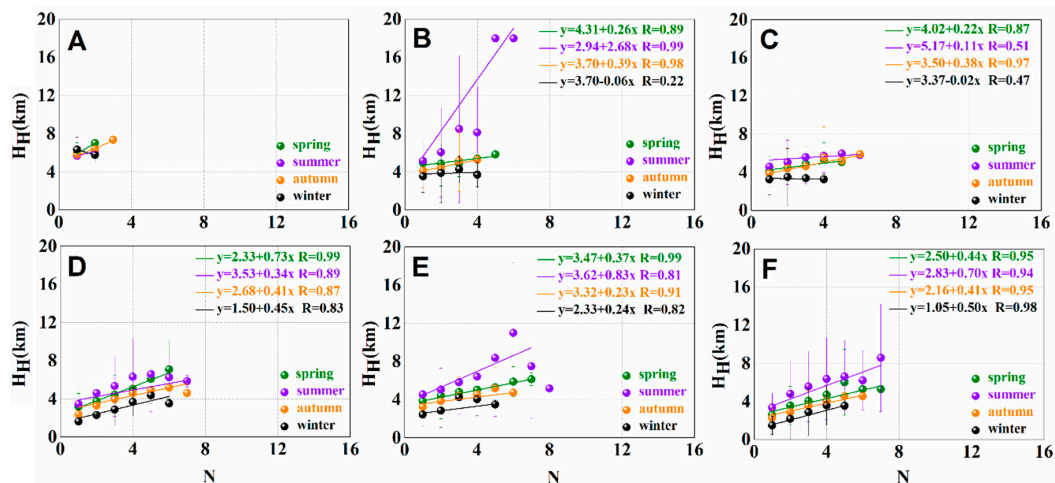 A
H_H(km)
20
16
12
8
4
0
spring
summer
autumn
winter
0 4 8 12 16
B
H_H(km)
20
16
12
8
4
0
y=4.31+0.26x R=0.89
y=2.94+2.68x R=0.99
y=3.70+0.39x R=0.98
y=3.70-0.06x R=0.22
spring
summer
autumn
winter
0 4 8 12 16
C
H_H(km)
20
16
12
8
4
0
y=4.02+0.22x R=0.87
y=5.17+0.11x R=0.51
y=3.50+0.38x R=0.97
y=3.37-0.02x R=0.47
spring
summer
autumn
winter
0 4 8 12 16
D
H_H(km)
20
16
12
8
4
0
y=2.33+0.73x R=0.99
y=3.53+0.34x R=0.89
y=2.68+0.41x R=0.87
y=1.50+0.45x R=0.83
spring
summer
autumn
winter
0 4 8 12 16
N
E
H_H(km)
20
16
12
8
4
0
y=3.47+0.37x R=0.99
y=3.62+0.83x R=0.81
y=3.32+0.23x R=0.91
y=2.33+0.24x R=0.82
spring
summer
autumn
winter
0 4 8 12 16
N
F
H_H(km)
20
16
12
8
4
0
y=2.50+0.44x R=0.95
y=2.83+0.70x R=0.94
y=2.16+0.41x R=0.95
y=1.05+0.50x R=0.98
spring
summer
autumn
winter
0 4 8 12 16
N